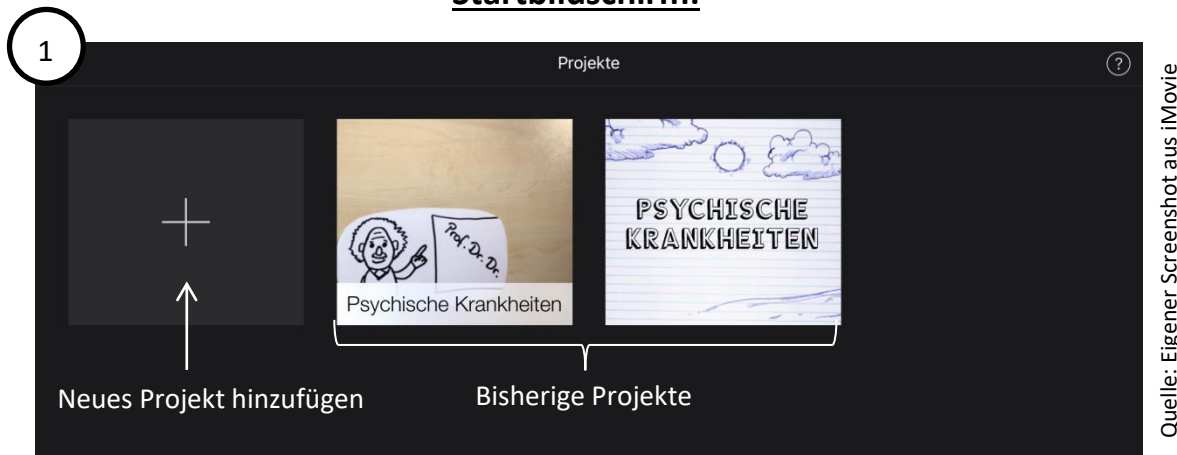 Startbildschirm:
1
Projekte
?
Prof. Dr. Dr.
Psychische Krankheiten
PSYCHISCHE
KRANKHEITEN
Neues Projekt hinzufügen
Bisherige Projekte
Quelle: Eigener Screenshot aus iMovie